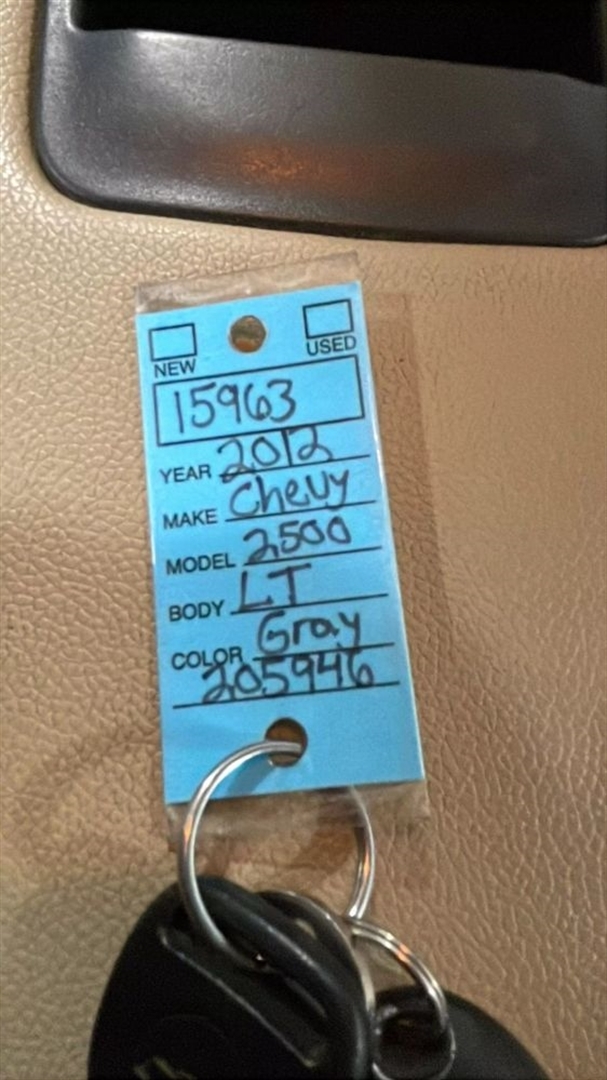 NEW USED
15963
YEAR 2012
MAKE Chevy
MODEL 2500
BODY LT
COLOR Gray
205946